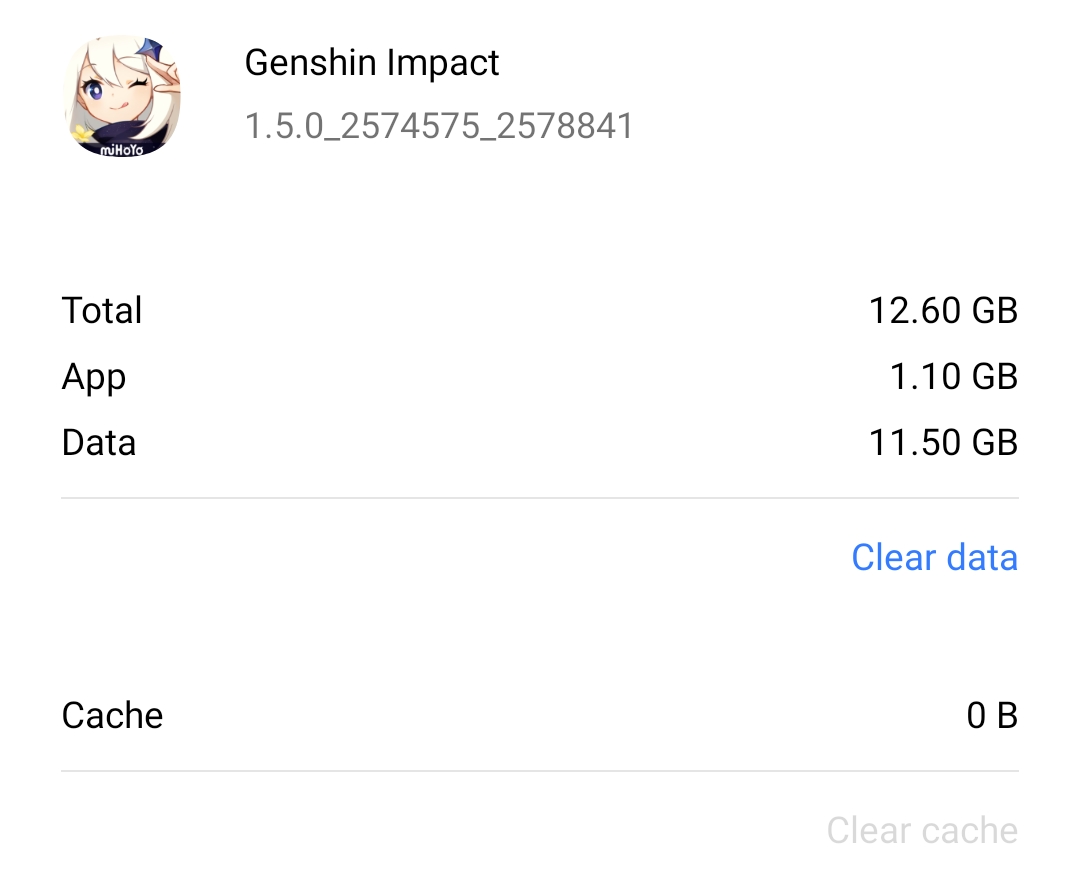 miHoYo
Genshin Impact
1.5.0_2574575_2578841
Total 12.60 GB
App 1.10 GB
Data 11.50 GB
Clear data
Cache 0 B
Clear cache